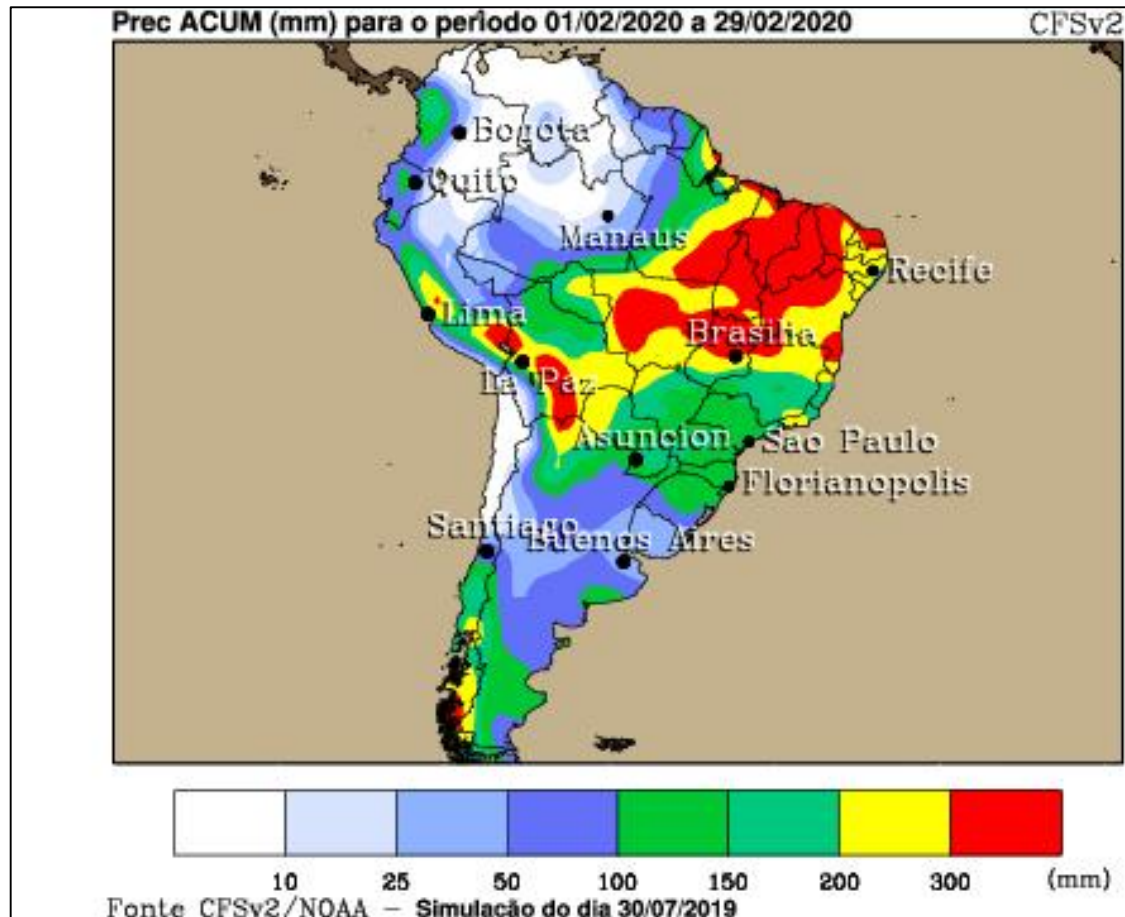 Prec ACUM (mm) para o período 01/02/2020 a 29/02/2020 CFSv2
Bogota
Quito
Manaus
Recife
Lima
Brasilia
La Paz
Asuncion
Sao Paulo
Florianopolis
Santiago
Buenos Aires
10 25 50 100 150 200 300 (mm)
Fonte CFSv2/NOAA – Simulação do dia 30/07/2019